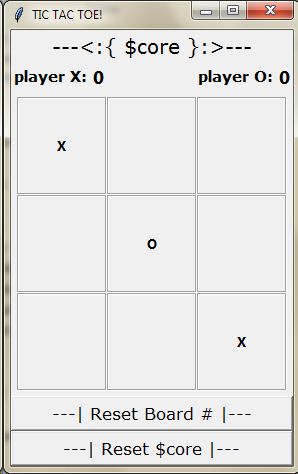 TIC TAC TOE!
---<:{ $core }:>---
player X: 0 player O: 0
X
O
X
---| Reset Board # |---
---| Reset $core |---